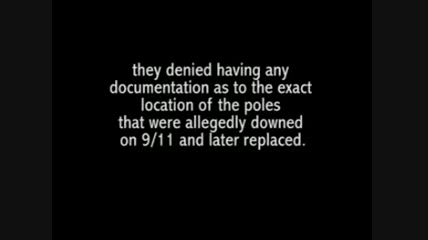 they denied having any
documentation as to the exact
location of the poles
that were allegedly downed
on 9/11 and later replaced.